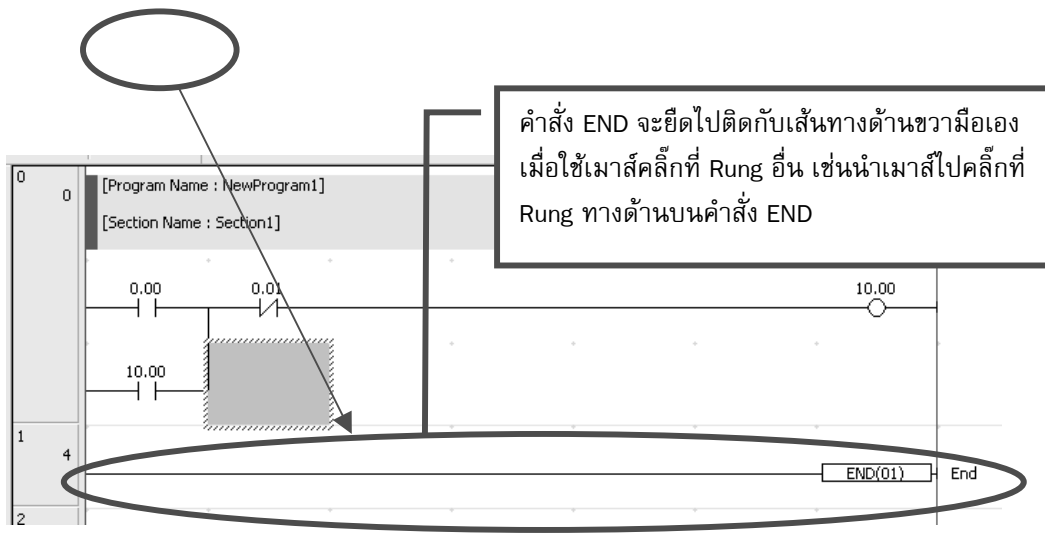 คำสั่ง END จะยืดไปติดกับเส้นทางด้านขวามือเอง
เมื่อใช้เมาส์คลิ๊กที่ Rung อื่น เช่นนำเมาส์ไปคลิ๊กที่
Rung ทางด้านบนคำสั่ง END
0
0
[Program Name : NewProgram1]
[Section Name : Section1]
0.00
0.01
10.00
10.00
1
4
END(01)
End
2